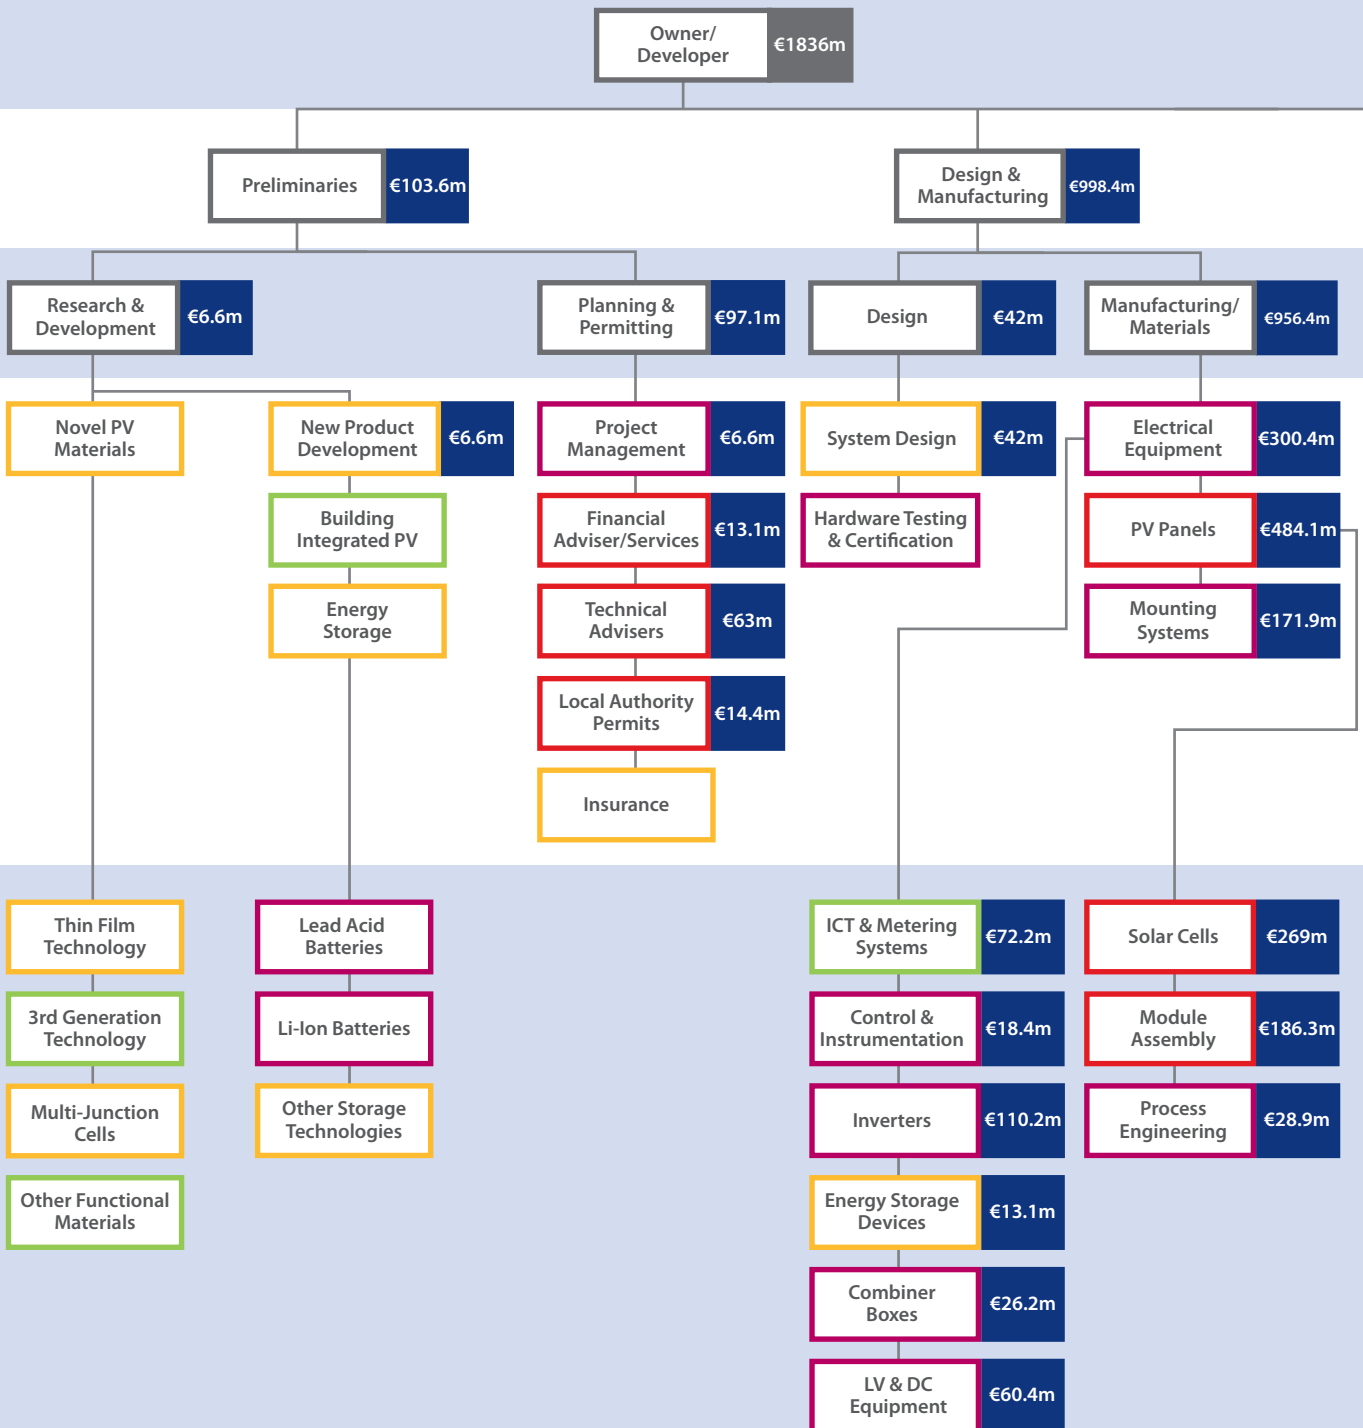 Owner/
Developer
€1836m
Preliminaries
€103.6m
Design &
Manufacturing
€998.4m
Research &
Development
€6.6m
Planning &
Permitting
€97.1m
Design
€42m
Manufacturing/
Materials
€956.4m
Novel PV
Materials
New Product
Development
€6.6m
Project
Management
€6.6m
System Design
€42m
Electrical
Equipment
€300.4m
Building
Integrated PV
Financial
Adviser/Services
€13.1m
Hardware Testing
& Certification
PV Panels
€484.1m
Energy
Storage
Technical
Advisers
€63m
Mounting
Systems
€171.9m
Local Authority
Permits
€14.4m
Insurance
Thin Film
Technology
Lead Acid
Batteries
ICT & Metering
Systems
€72.2m
Solar Cells
€269m
3rd Generation
Technology
Li-Ion Batteries
Control &
Instrumentation
€18.4m
Module
Assembly
€186.3m
Multi-Junction
Cells
Other Storage
Technologies
Inverters
€110.2m
Process
Engineering
€28.9m
Other Functional
Materials
Energy Storage
Devices
€13.1m
Combiner
Boxes
€26.2m
LV & DC
Equipment
€60.4m